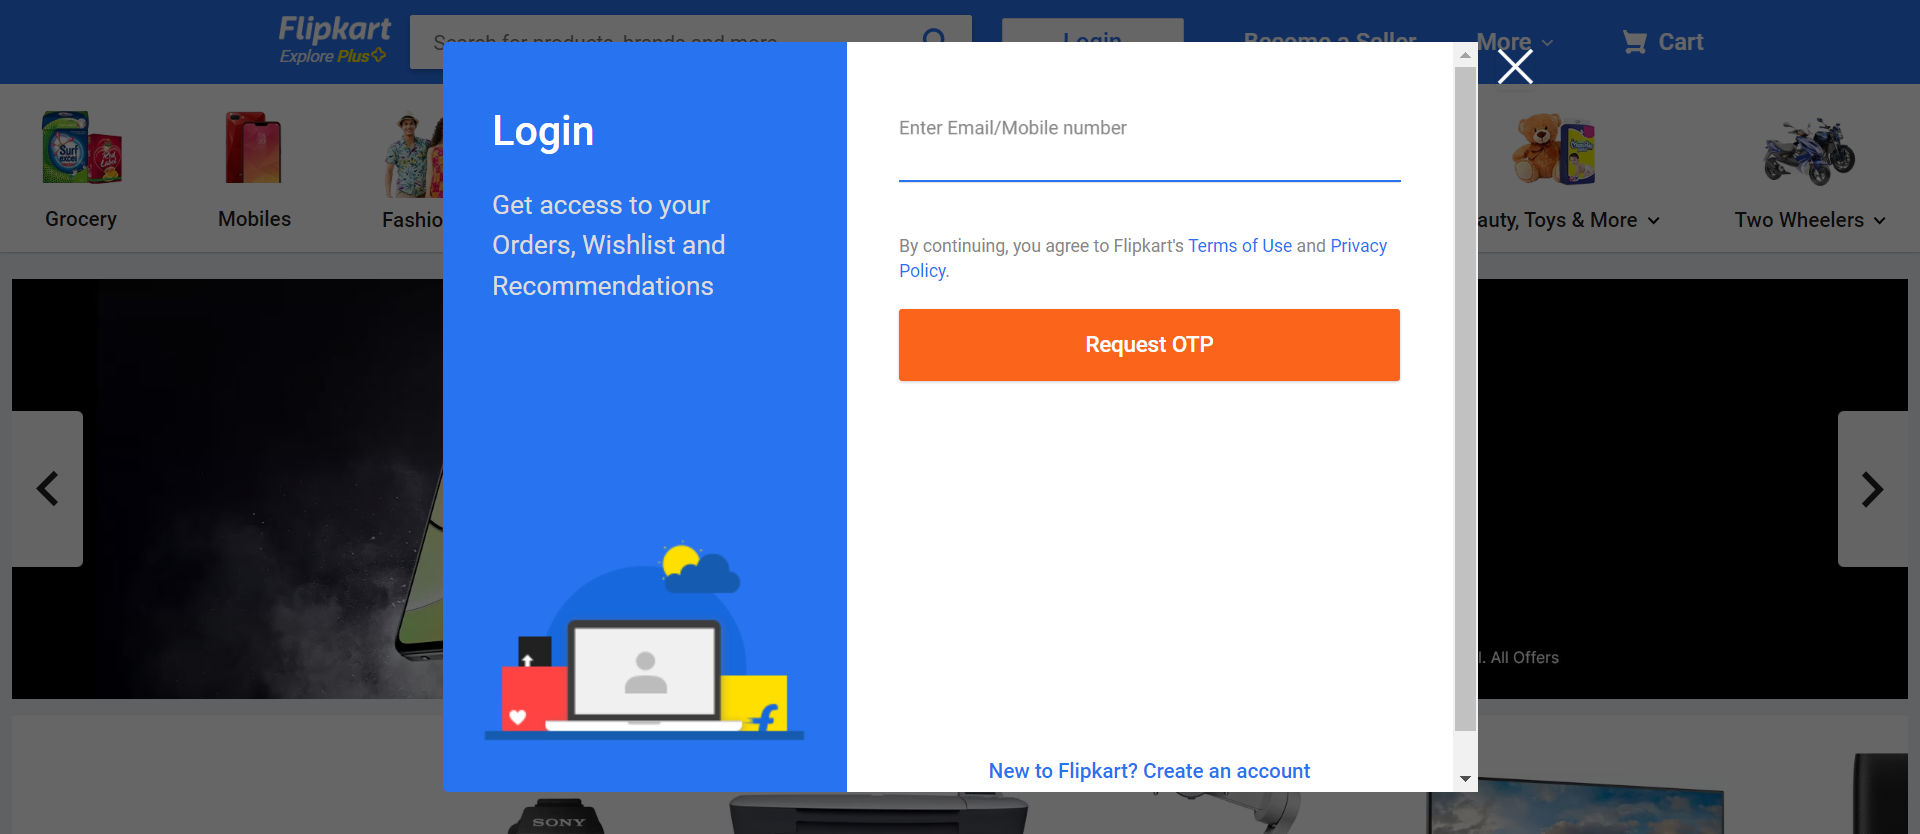 Flipkart
Explore Plus
Search for products, brands and more
Login
Become a Seller
More
Cart
Grocery
Mobiles
Fashio
auty, Toys & More
Two Wheelers
Login
Get access to your
Orders, Wishlist and
Recommendations
Enter Email/Mobile number
By continuing, you agree to Flipkart's Terms of Use and Privacy
Policy.
Request OTP
New to Flipkart? Create an account
l. All Offers
Surf
excel
SONY